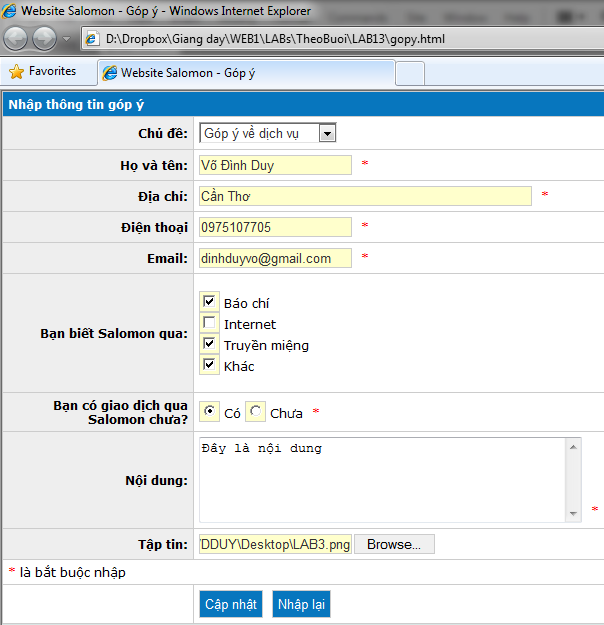 Website Salomon - Góp ý - Windows Internet Explorer
D:\Dropbox\Giang day\WEB1\LABs\TheoBuoi\LAB13\gopy.html
Favorites
Website Salomon - Góp ý
Nhập thông tin góp ý
Chủ đề: Góp ý về dịch vụ
Họ và tên: Võ Đình Duy *
Địa chỉ: Cần Thơ *
Điện thoại 0975107705 *
Email: dinhduyvo@gmail.com *
Bạn biết Salomon qua:
Báo chí
Internet
Truyền miệng
Khác
Bạn có giao dịch qua
Salomon chưa?
Có Chưa *
Nội dung:
Đây là nội dung
*
Tập tin: DDUY\Desktop\LAB3.png Browse...
* là bắt buộc nhập
Cập nhật Nhập lại